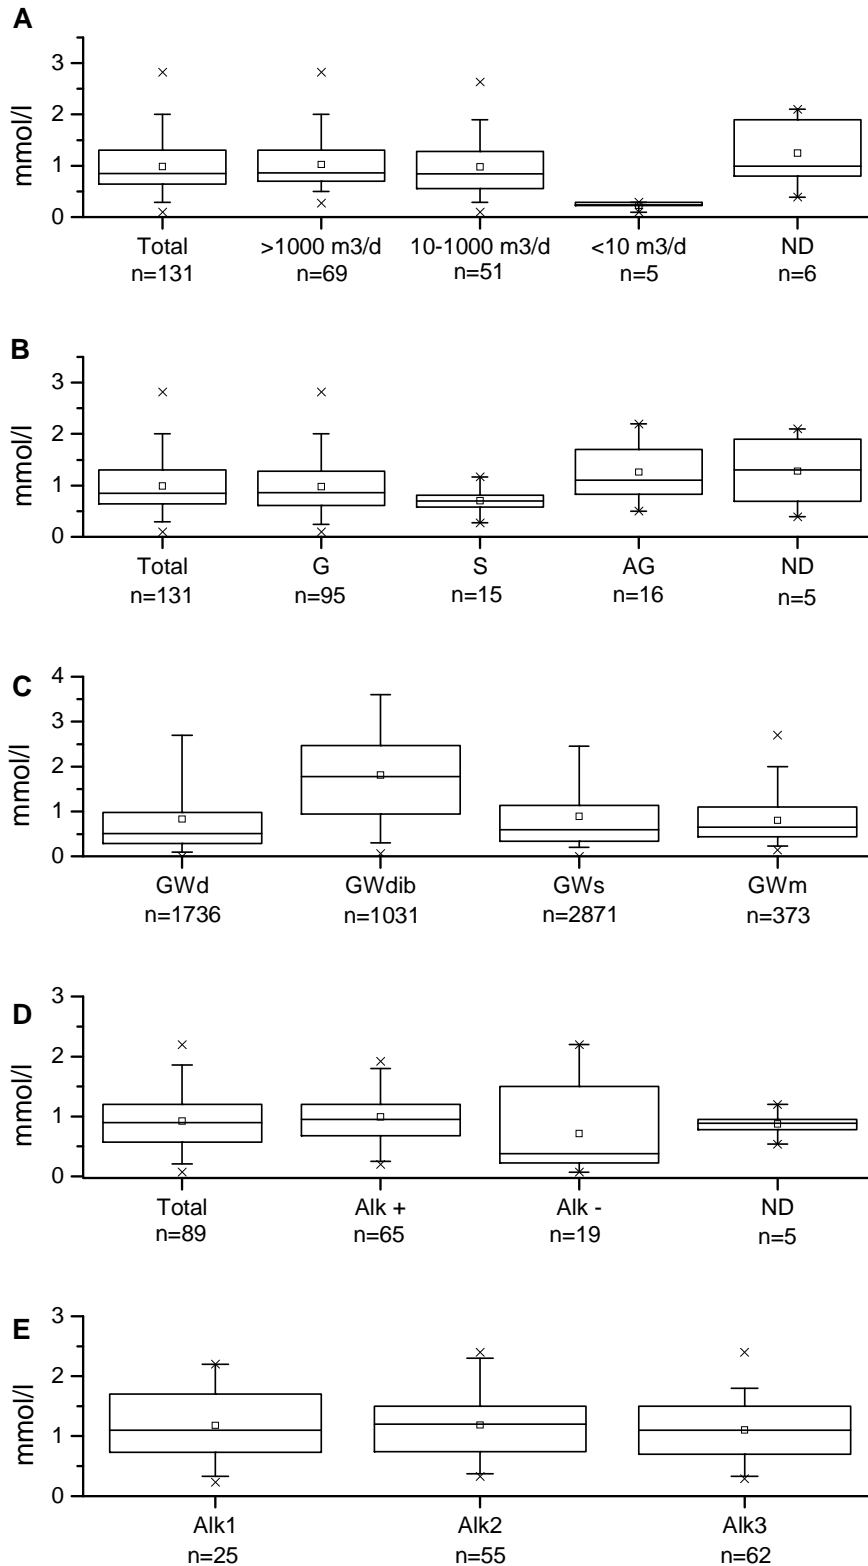 A
mmol/l
3
2
1
0
Total >1000 m3/d 10-1000 m3/d <10 m3/d ND
n=131 n=69 n=51 n=5 n=6
B
mmol/l
3
2
1
0
Total G S AG ND
n=131 n=95 n=15 n=16 n=5
C
mmol/l
4
3
2
1
0
GWd GWdib GWs GWm
n=1736 n=1031 n=2871 n=373
D
mmol/l
3
2
1
0
Total Alk + Alk - ND
n=89 n=65 n=19 n=5
E
mmol/l
3
2
1
0
Alk1 Alk2 Alk3
n=25 n=55 n=62